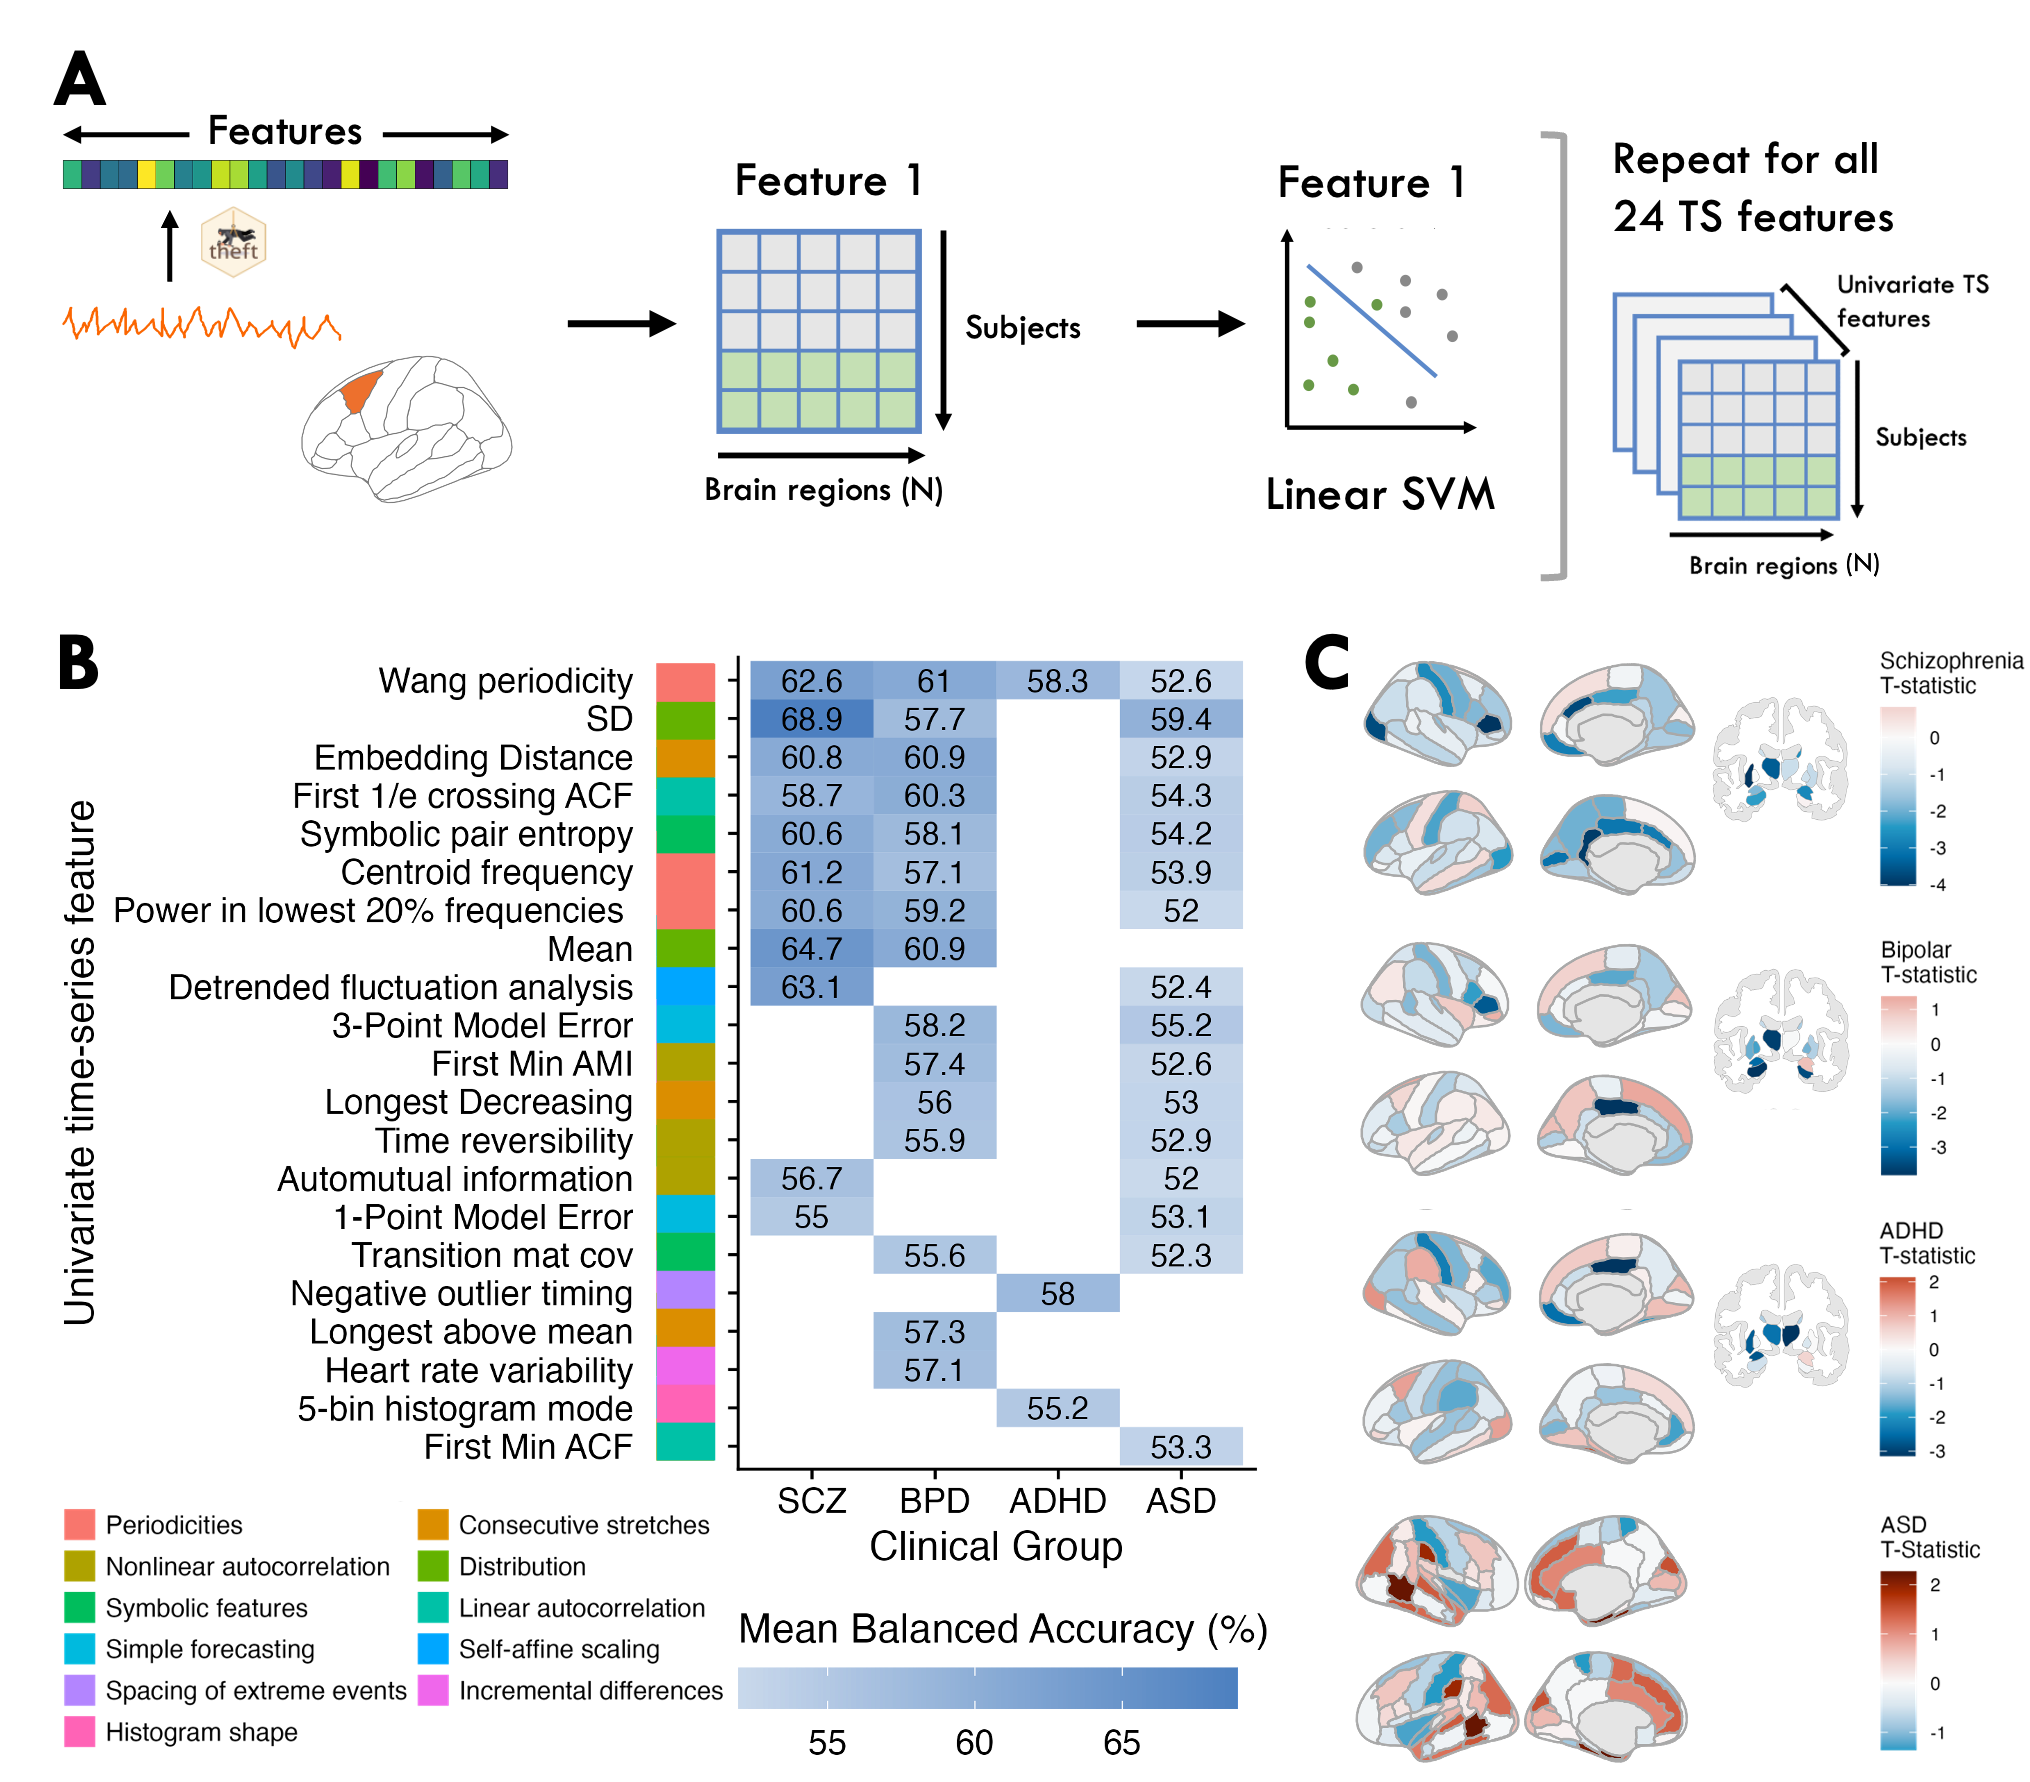 A
Features
theft
Feature 1
Subjects
Brain regions (N)
Feature 1
Linear SVM
Repeat for all
24 TS features
Univariate TS
features
Subjects
Brain regions (N)
B
Univariate time-series feature
Wang periodicity 62.6 61 58.3 52.6
SD 68.9 57.7 59.4
Embedding Distance 60.8 60.9 52.9
First 1/e crossing ACF 58.7 60.3 54.3
Symbolic pair entropy 60.6 58.1 54.2
Centroid frequency 61.2 57.1 53.9
Power in lowest 20% frequencies 60.6 59.2 52
Mean 64.7 60.9
Detrended fluctuation analysis 63.1 52.4
3-Point Model Error 58.2 55.2
First Min AMI 57.4 52.6
Longest Decreasing 56 53
Time reversibility 55.9 52.9
Automutual information 56.7 52
1-Point Model Error 55 53.1
Transition mat cov 55.6 52.3
Negative outlier timing 58
Longest above mean 57.3
Heart rate variability 57.1
5-bin histogram mode 55.2
First Min ACF 53.3
SCZ BPD ADHD ASD
Clinical Group
Periodicities
Nonlinear autocorrelation
Symbolic features
Simple forecasting
Spacing of extreme events
Histogram shape
Consecutive stretches
Distribution
Linear autocorrelation
Self-affine scaling
Incremental differences
Mean Balanced Accuracy (%)
55 60 65
C
Schizophrenia
T-statistic
0
-1
-2
-3
-4
Bipolar
T-statistic
1
0
-1
-2
-3
ADHD
T-statistic
2
1
0
-1
-2
-3
ASD
T-Statistic
2
1
0
-1